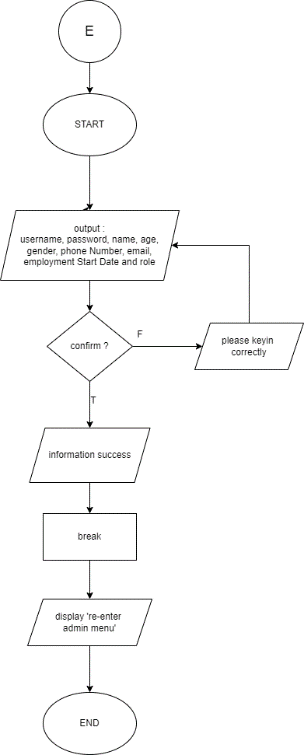 E
START
output :
username, password, name, age,
gender, phone Number, email,
employment Start Date and role
confirm ?
F
please keyin
correctly
T
information success
break
display 're-enter
admin menu'
END